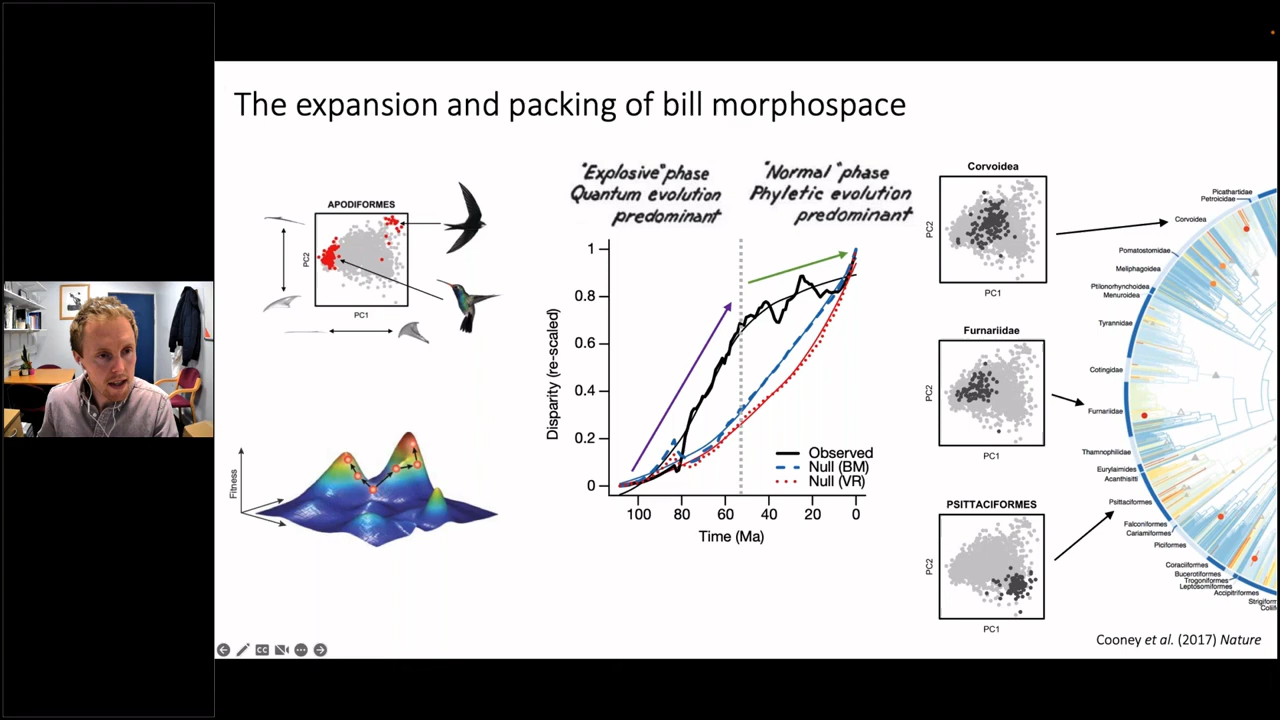 The expansion and packing of bill morphospace
APODIFORMES
PC2
PC1
Fitness
"Explosive" phase
Quantum evolution
predominant
"Normal" phase
Phyletic evolution
predominant
Disparity (re-scaled)
1
0.8
0.6
0.4
0.2
0
100
80
60
40
20
0
Time (Ma)
Observed
Null (BM)
Null (VR)
Corvoidea
PC2
PC1
Furnariidae
PC2
PC1
PSITTACIFORMES
PC2
PC1
Picathartidae
Petroicidae
Corvoidea
Pomatostomidae
Meliphagoidea
Ptilonorhynchoidea
Menuroidea
Tyrannidae
Cotingidae
Furnariidae
Thamnophilidae
Eurylaimides
Acanthisitti
Psittaciformes
Falconiformes
Cariamiformes
Piciformes
Coraciiformes
Bucerotiformes
Trogoniformes
Leptosomiformes
Accipitriformes
Cooney et al. (2017) Nature